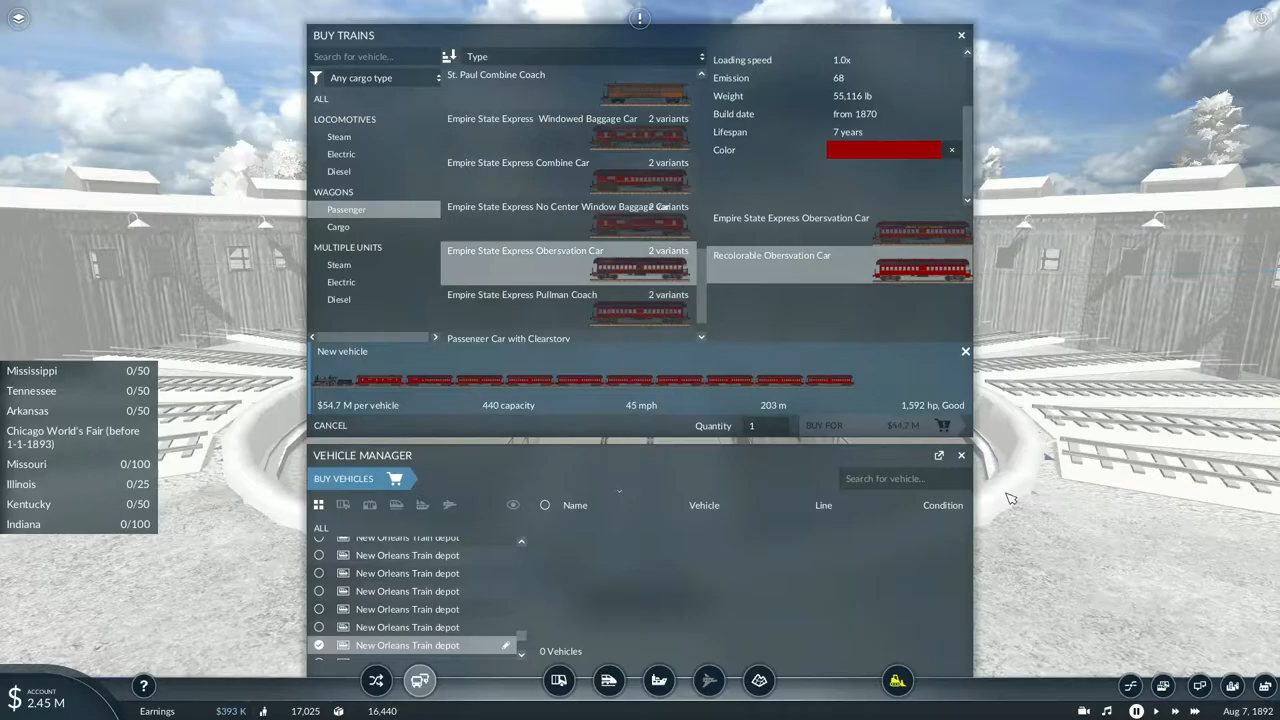 BUY TRAINS
Search for vehicle...
Type
Any cargo type
ALL
LOCOMOTIVES
Steam
Electric
Diesel
WAGONS
Passenger
Cargo
MULTIPLE UNITS
Steam
Electric
Diesel
St. Paul Combine Coach
Empire State Express Windowed Baggage Car 2 variants
Empire State Express Combine Car 2 variants
Empire State Express No Center Window Baggage Car 2 variants
Empire State Express Obersvation Car 2 variants
Empire State Express Pullman Coach 2 variants
Passenger Car with Clearstory
Loading speed 1.0x
Emission 68
Weight 55,116 lb
Build date from 1870
Lifespan 7 years
Color
Empire State Express Obersvation Car
Recolorable Obersvation Car
New vehicle
$54.7 M per vehicle 440 capacity 45 mph 203 m 1,592 hp, Good
CANCEL Quantity 1 BUY FOR
Mississippi 0/50
Tennessee 0/50
Arkansas 0/50
Chicago World's Fair (before
1-1-1893)
Missouri 0/100
Illinois 0/25
Kentucky 0/50
Indiana 0/100
VEHICLE MANAGER
BUY VEHICLES
Search for vehicle...
Name Vehicle Line Condition
ALL
New Orleans Train depot
New Orleans Train depot
New Orleans Train depot
New Orleans Train depot
New Orleans Train depot
New Orleans Train depot
New Orleans Train depot
0 Vehicles
$ ACCOUNT
2.45 M
?
Earnings $393 K 17,025 16,440
Aug 7, 1892